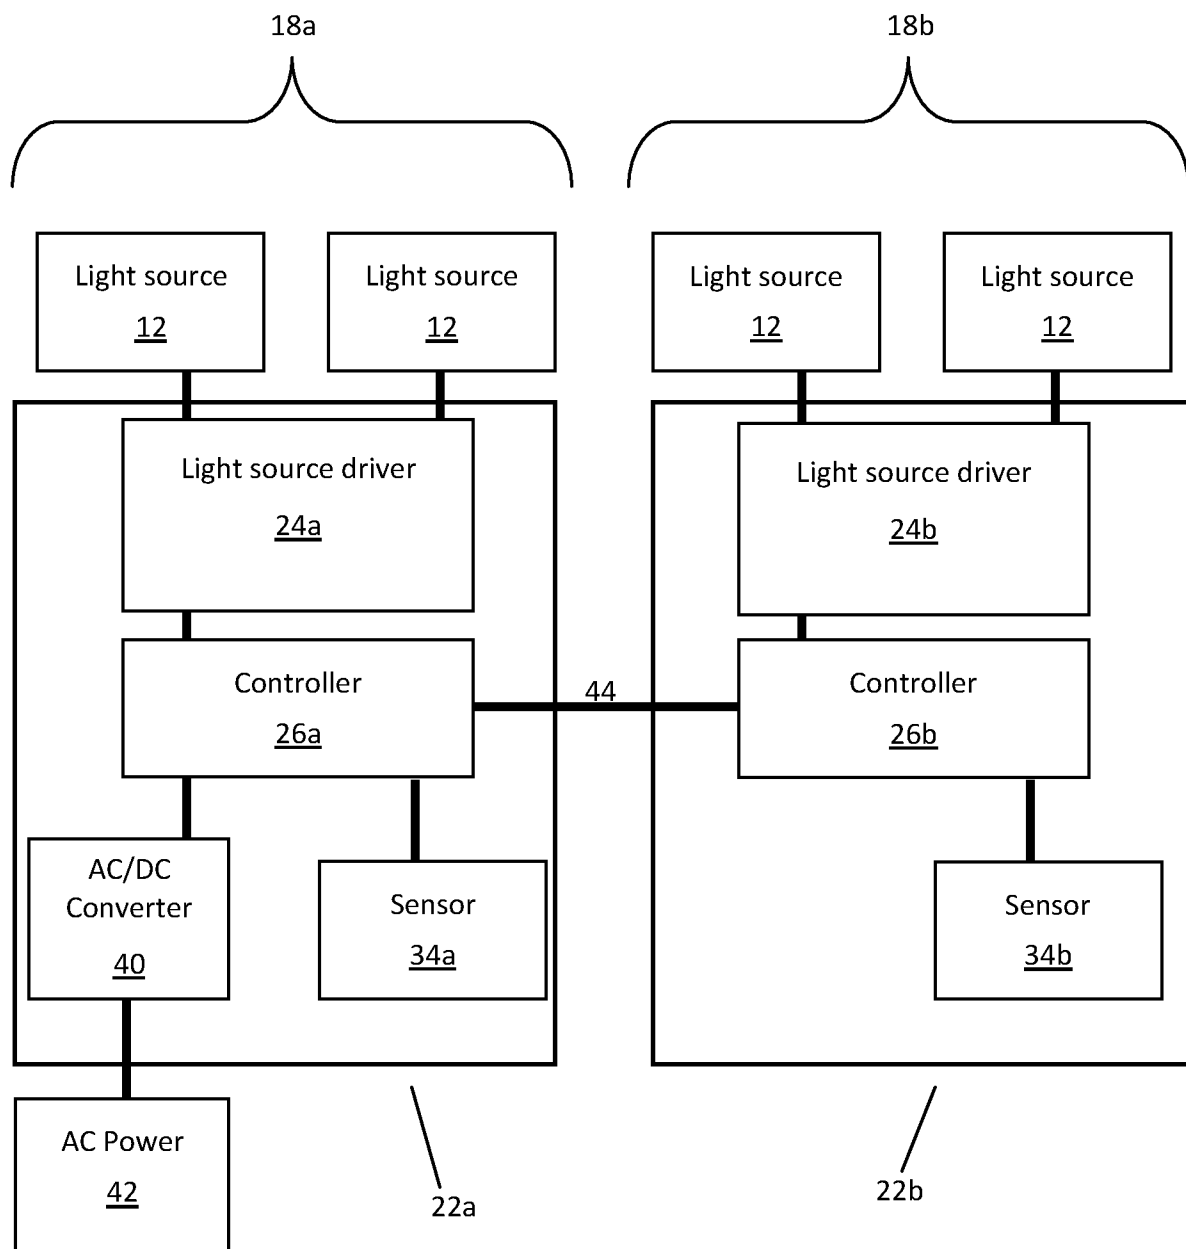 18a
18b
Light source
12
Light source
12
Light source
12
Light source
12
Light source driver
24a
Light source driver
24b
Controller
26a
44
Controller
26b
AC/DC
Converter
40
Sensor
34a
Sensor
34b
AC Power
42
22a
22b